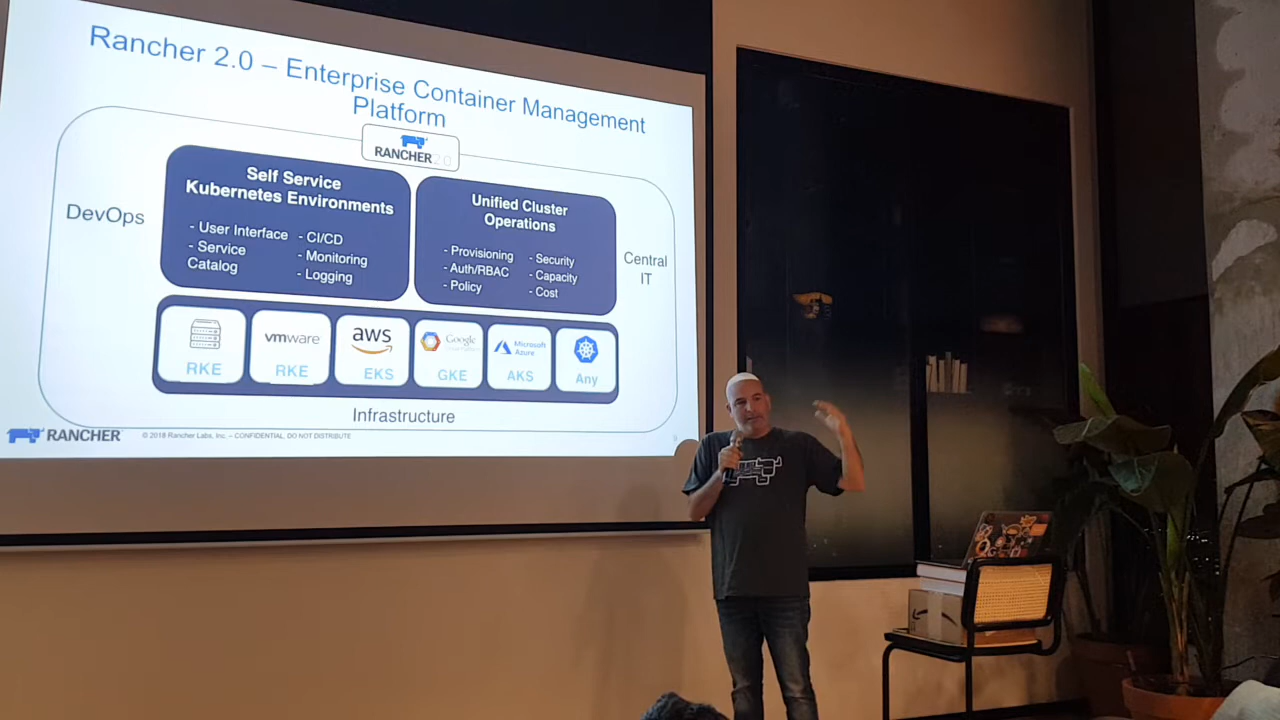 Rancher 2.0 – Enterprise Container Management
Platform
RANCHER 2.0
DevOps
Self Service
Kubernetes Environments
- User Interface
- Service
Catalog
- CI/CD
- Monitoring
- Logging
Unified Cluster
Operations
- Provisioning
- Auth/RBAC
- Policy
- Security
- Capacity
- Cost
Central
IT
RKE
vmware
RKE
aws
EKS
Google
GKE
Microsoft
Azure
AKS
Any
Infrastructure
RANCHER
© 2018 Rancher Labs, Inc. – CONFIDENTIAL, DO NOT DISTRIBUTE